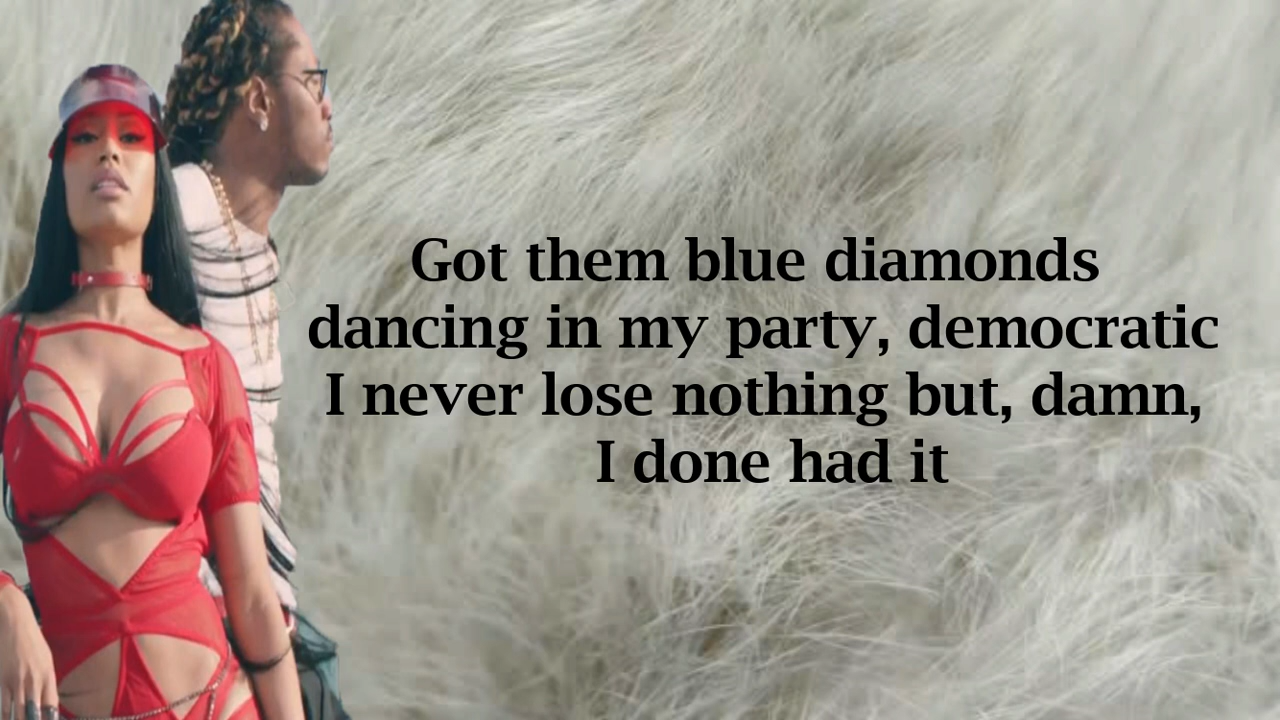 Got them blue diamonds
dancing in my party, democratic
I never lose nothing but, damn,
I done had it